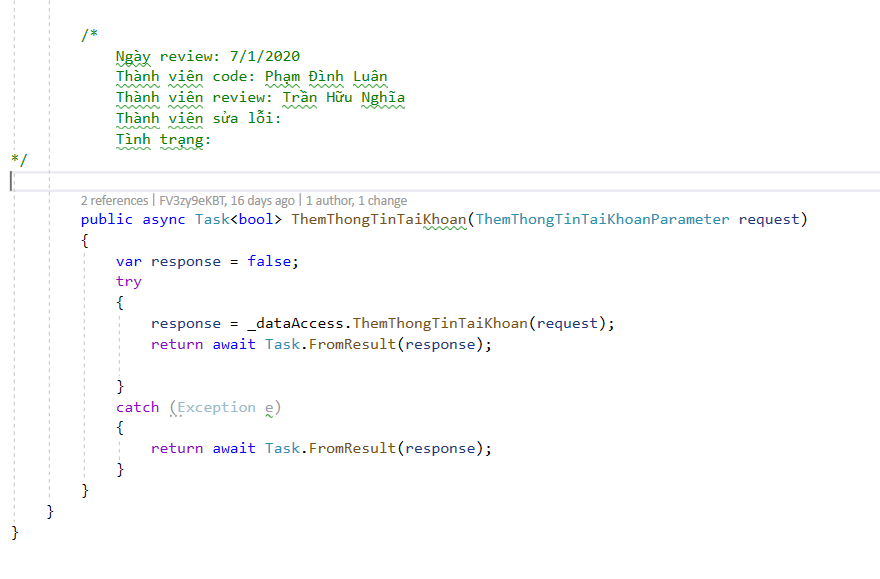 /*
Ngày review: 7/1/2020
Thành viên code: Phạm Đình Luân
Thành viên review: Trần Hữu Nghĩa
Thành viên sửa lỗi:
Tình trạng:
*/
2 references | FV3zy9eKBT, 16 days ago | 1 author, 1 change
public async Task<bool> ThemThongTinTaiKhoan(ThemThongTinTaiKhoanParameter request)
{
var response = false;
try
{
response = _dataAccess.ThemThongTinTaiKhoan(request);
return await Task.FromResult(response);
}
catch (Exception e)
{
return await Task.FromResult(response);
}
}
}
}